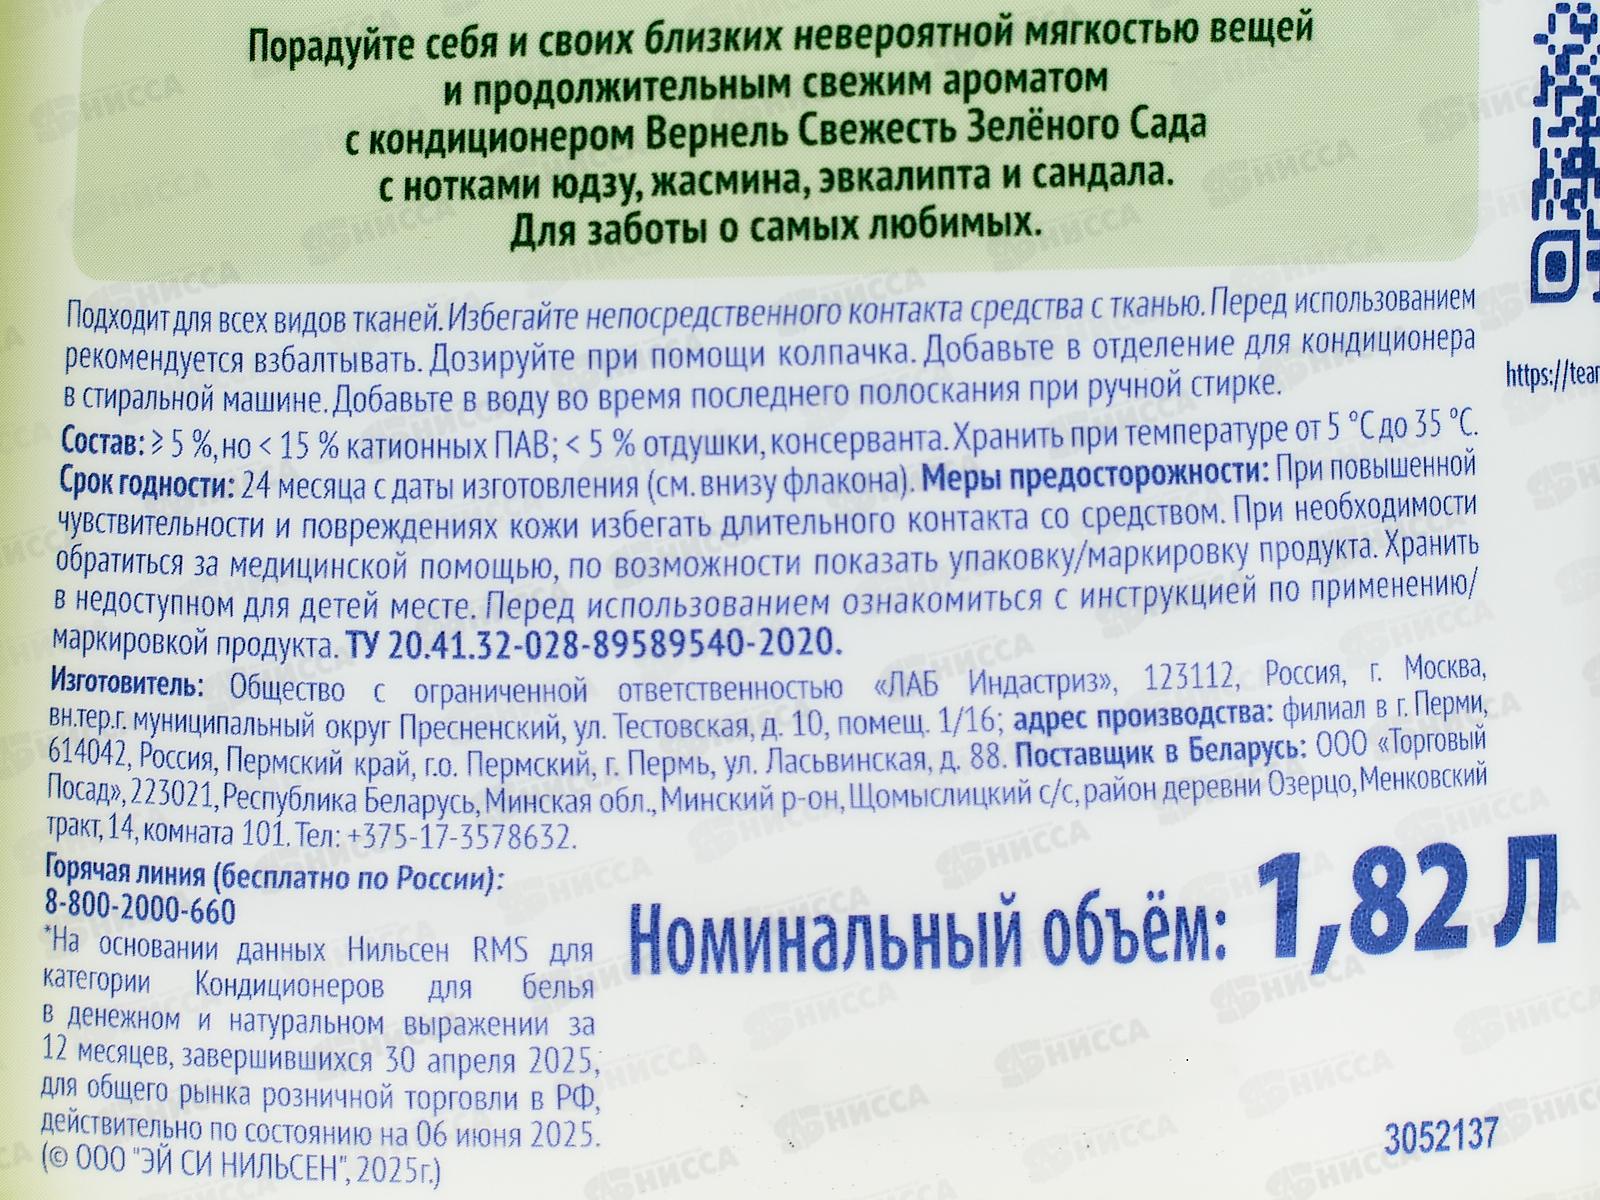 Порадуйте себя и своих близких невероятной мягкостью вещей
и продолжительным свежим ароматом
с кондиционером Вернель Свежесть Зелёного Сада
с нотками юдзу, жасмина, эвкалипта и сандала.
Для заботы о самых любимых.
Подходит для всех видов тканей. Избегайте непосредственного контакта средства с тканью. Перед использованием
рекомендуется взбалтывать. Дозируйте при помощи колпачка. Добавьте в отделение для кондиционера
в стиральной машине. Добавьте в воду во время последнего полоскания при ручной стирке.
https://tear
Состав: ≥ 5 %, но < 15 % катионных ПАВ; < 5 % отдушки, консерванта. Хранить при температуре от 5 °С до 35 °С.
Срок годности: 24 месяца с даты изготовления (см. внизу флакона). Меры предосторожности: При повышенной
чувствительности и повреждениях кожи избегать длительного контакта со средством. При необходимости
обратиться за медицинской помощью, по возможности показать упаковку/маркировку продукта. Хранить
в недоступном для детей месте. Перед использованием ознакомиться с инструкцией по применению/
маркировкой продукта. ТУ 20.41.32-028-89589540-2020.
Изготовитель: Общество с ограниченной ответственностью «ЛАБ Индастриз», 123112, Россия, г. Москва,
вн.тер.г. муниципальный округ Пресненский, ул. Тестовская, д. 10, помещ. 1/16; адрес производства: филиал в г. Перми,
614042, Россия, Пермский край, г.о. Пермский, г. Пермь, ул. Ласьвинская, д. 88. Поставщик в Беларусь: ООО «Торговый
Посад», 223021, Республика Беларусь, Минская обл., Минский р-он, Щомыслицкий с/с, район деревни Озерцо, Менковский
тракт, 14, комната 101. Тел: +375-17-3578632.
Горячая линия (бесплатно по России):
8-800-2000-660
*На основании данных Нильсен RMS для
категории Кондиционеров для белья
в денежном и натуральном выражении за
12 месяцев, завершившихся 30 апреля 2025,
для общего рынка розничной торговли в РФ,
действительно по состоянию на 06 июня 2025.
(© ООО "ЭЙ СИ НИЛЬСЕН", 2025г.)
Номинальный объём: 1,82 Л
3052137
НИССА